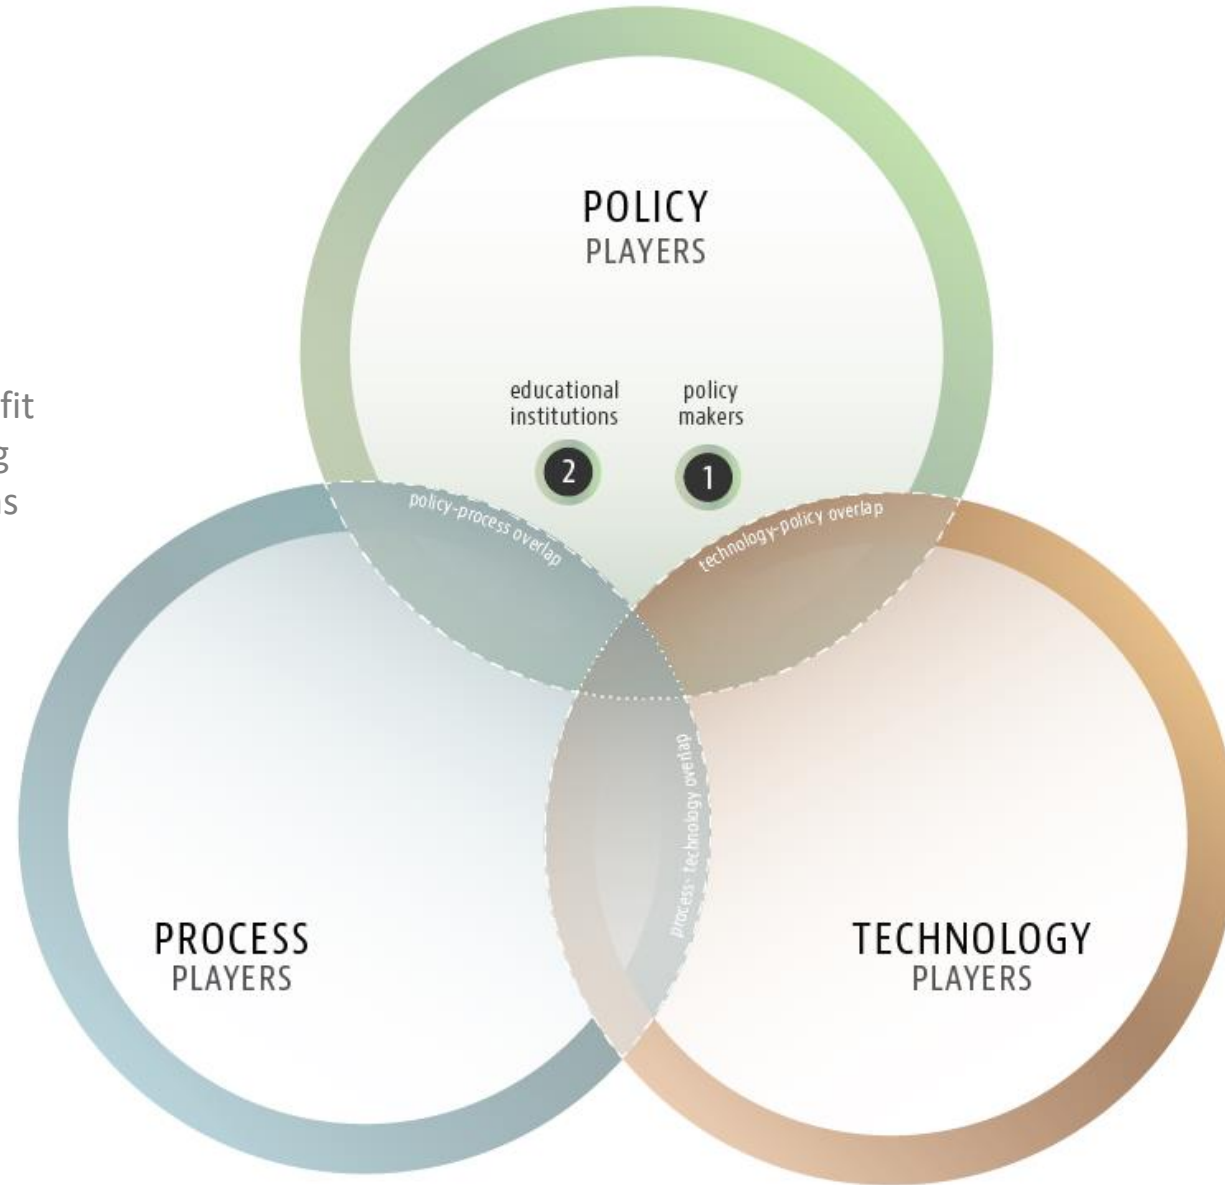 POLICY
PLAYERS
educational
institutions
policy
makers
2
1
policy-process overlap
technology-policy overlap
fit
process- technology overlap
PROCESS
PLAYERS
TECHNOLOGY
PLAYERS